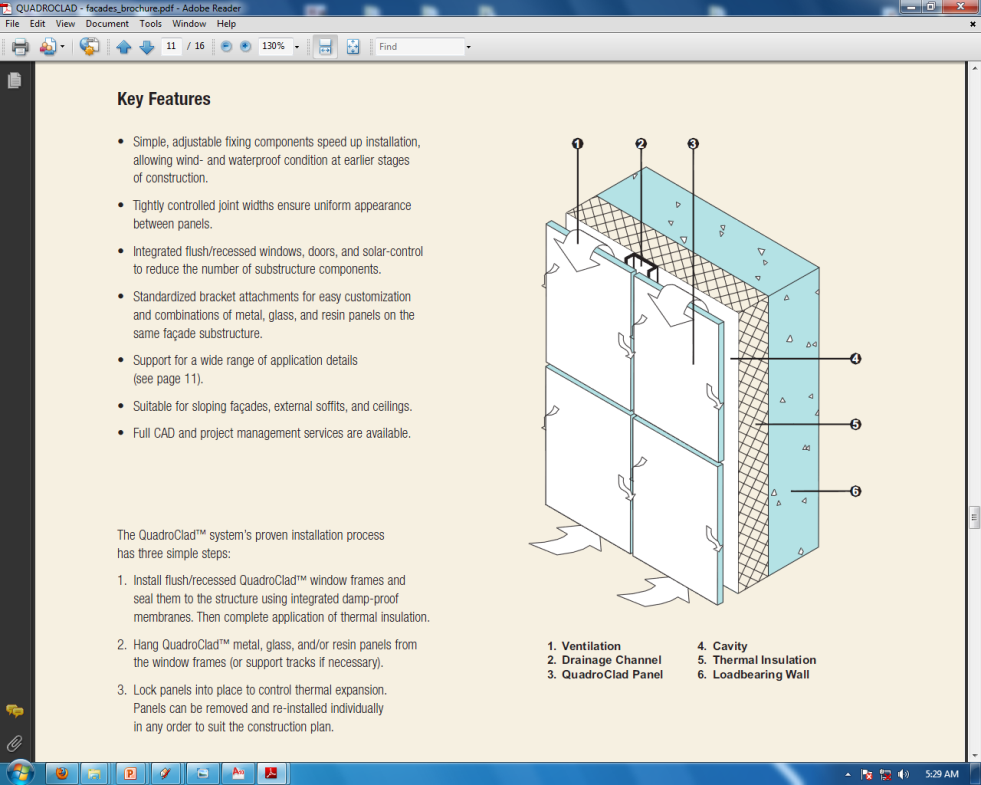 QUADROCLAD - facades_brochure.pdf - Adobe Reader
File Edit View Document Tools Window Help
11 / 16 130% Find
Key Features
• Simple, adjustable fixing components speed up installation,
allowing wind- and waterproof condition at earlier stages
of construction.
• Tightly controlled joint widths ensure uniform appearance
between panels.
• Integrated flush/recessed windows, doors, and solar-control
to reduce the number of substructure components.
• Standardized bracket attachments for easy customization
and combinations of metal, glass, and resin panels on the
same façade substructure.
• Support for a wide range of application details
(see page 11).
• Suitable for sloping façades, external soffits, and ceilings.
• Full CAD and project management services are available.
The QuadroClad™ system's proven installation process
has three simple steps:
1. Install flush/recessed QuadroClad™ window frames and
seal them to the structure using integrated damp-proof
membranes. Then complete application of thermal insulation.
2. Hang QuadroClad™ metal, glass, and/or resin panels from
the window frames (or support tracks if necessary).
3. Lock panels into place to control thermal expansion.
Panels can be removed and re-installed individually
in any order to suit the construction plan.
1 2 3
4
5
6
1. Ventilation
2. Drainage Channel
3. QuadroClad Panel
4. Cavity
5. Thermal Insulation
6. Loadbearing Wall
5:29 AM